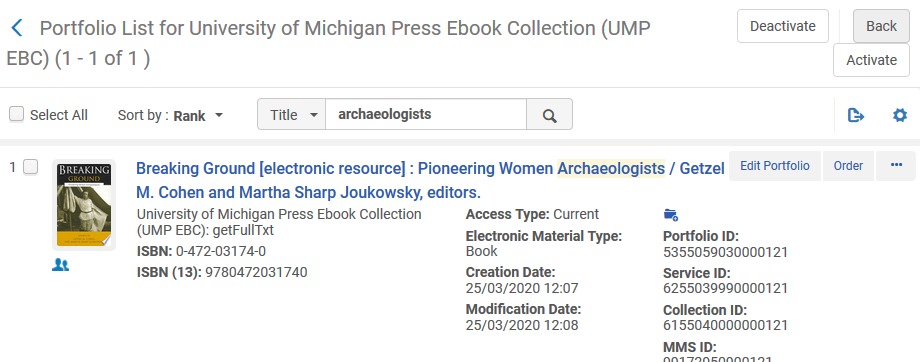 Portfolio List for University of Michigan Press Ebook Collection (UMP
EBC) (1 - 1 of 1 )
Deactivate
Back
Activate
Select All
Sort by : Rank
Title
archaeologists
1
BREAKING
GROUND
Breaking Ground [electronic resource] : Pioneering Women Archaeologists / Getzel
M. Cohen and Martha Sharp Joukowsky, editors.
Edit Portfolio
Order
...
University of Michigan Press Ebook Collection
(UMP EBC): getFullTxt
ISBN: 0-472-03174-0
ISBN (13): 9780472031740
Access Type: Current
Electronic Material Type:
Book
Creation Date:
25/03/2020 12:07
Modification Date:
25/03/2020 12:08
Portfolio ID:
5355059030000121
Service ID:
6255039990000121
Collection ID:
6155040000000121
MMS ID: